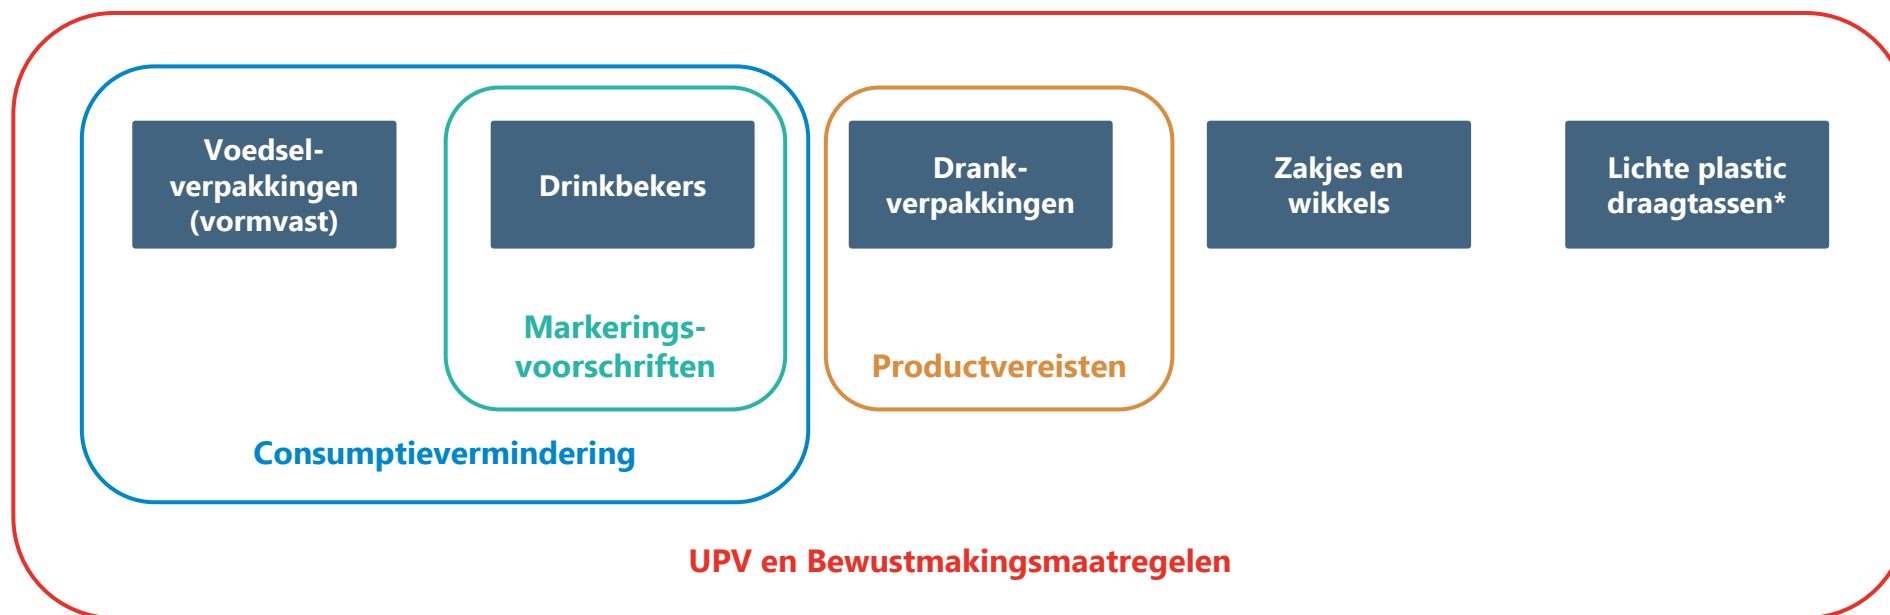 Voedsel-
verpakkingen
(vormvast)
Drinkbekers
Drank-
verpakkingen
Zakjes en
wikkels
Lichte plastic
draagtassen*
Markerings-
voorschriften
Productvereisten
Consumptievermindering
UPV en Bewustmakingsmaatregelen